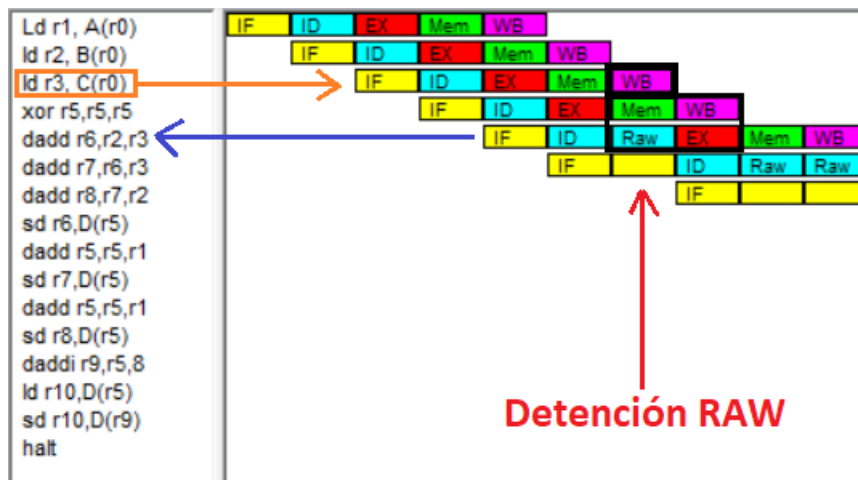 Ld r1, A(r0) IF ID EX Mem WB
ld r2, B(r0) IF ID EX Mem WB
ld r3, C(r0) IF ID EX Mem WB
xor r5,r5,r5 IF ID EX Mem WB
dadd r6,r2,r3 IF ID Raw EX Mem WB
dadd r7,r6,r3 IF ID Raw Raw
dadd r8,r7,r2 IF
sd r6,D(r5)
dadd r5,r5,r1
sd r7,D(r5)
dadd r5,r5,r1
sd r8,D(r5)
daddi r9,r5,8
ld r10,D(r5)
sd r10,D(r9)
halt
Detención RAW